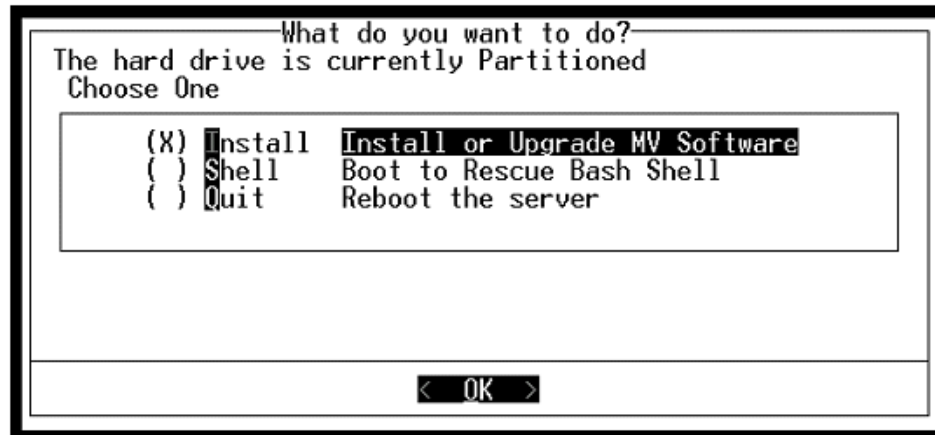 What do you want to do?
The hard drive is currently Partitioned
Choose One
(X) Install Install or Upgrade MV Software
( ) Shell Boot to Rescue Bash Shell
( ) Quit Reboot the server
< OK >